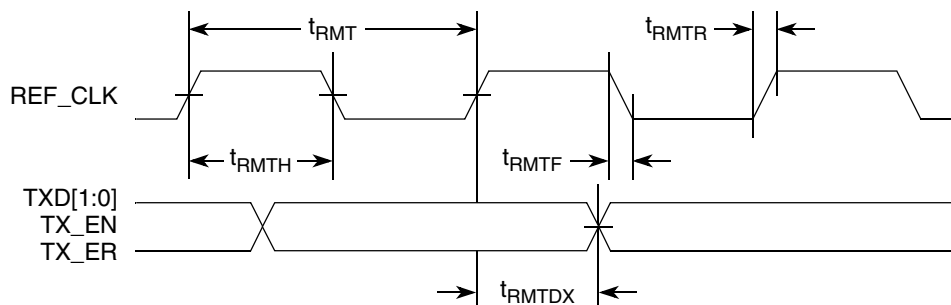 tRMT
tRMTR
REF_CLK
tRMTH
tRMTF
TXD[1:0]
TX_EN
TX_ER
tRMTDX